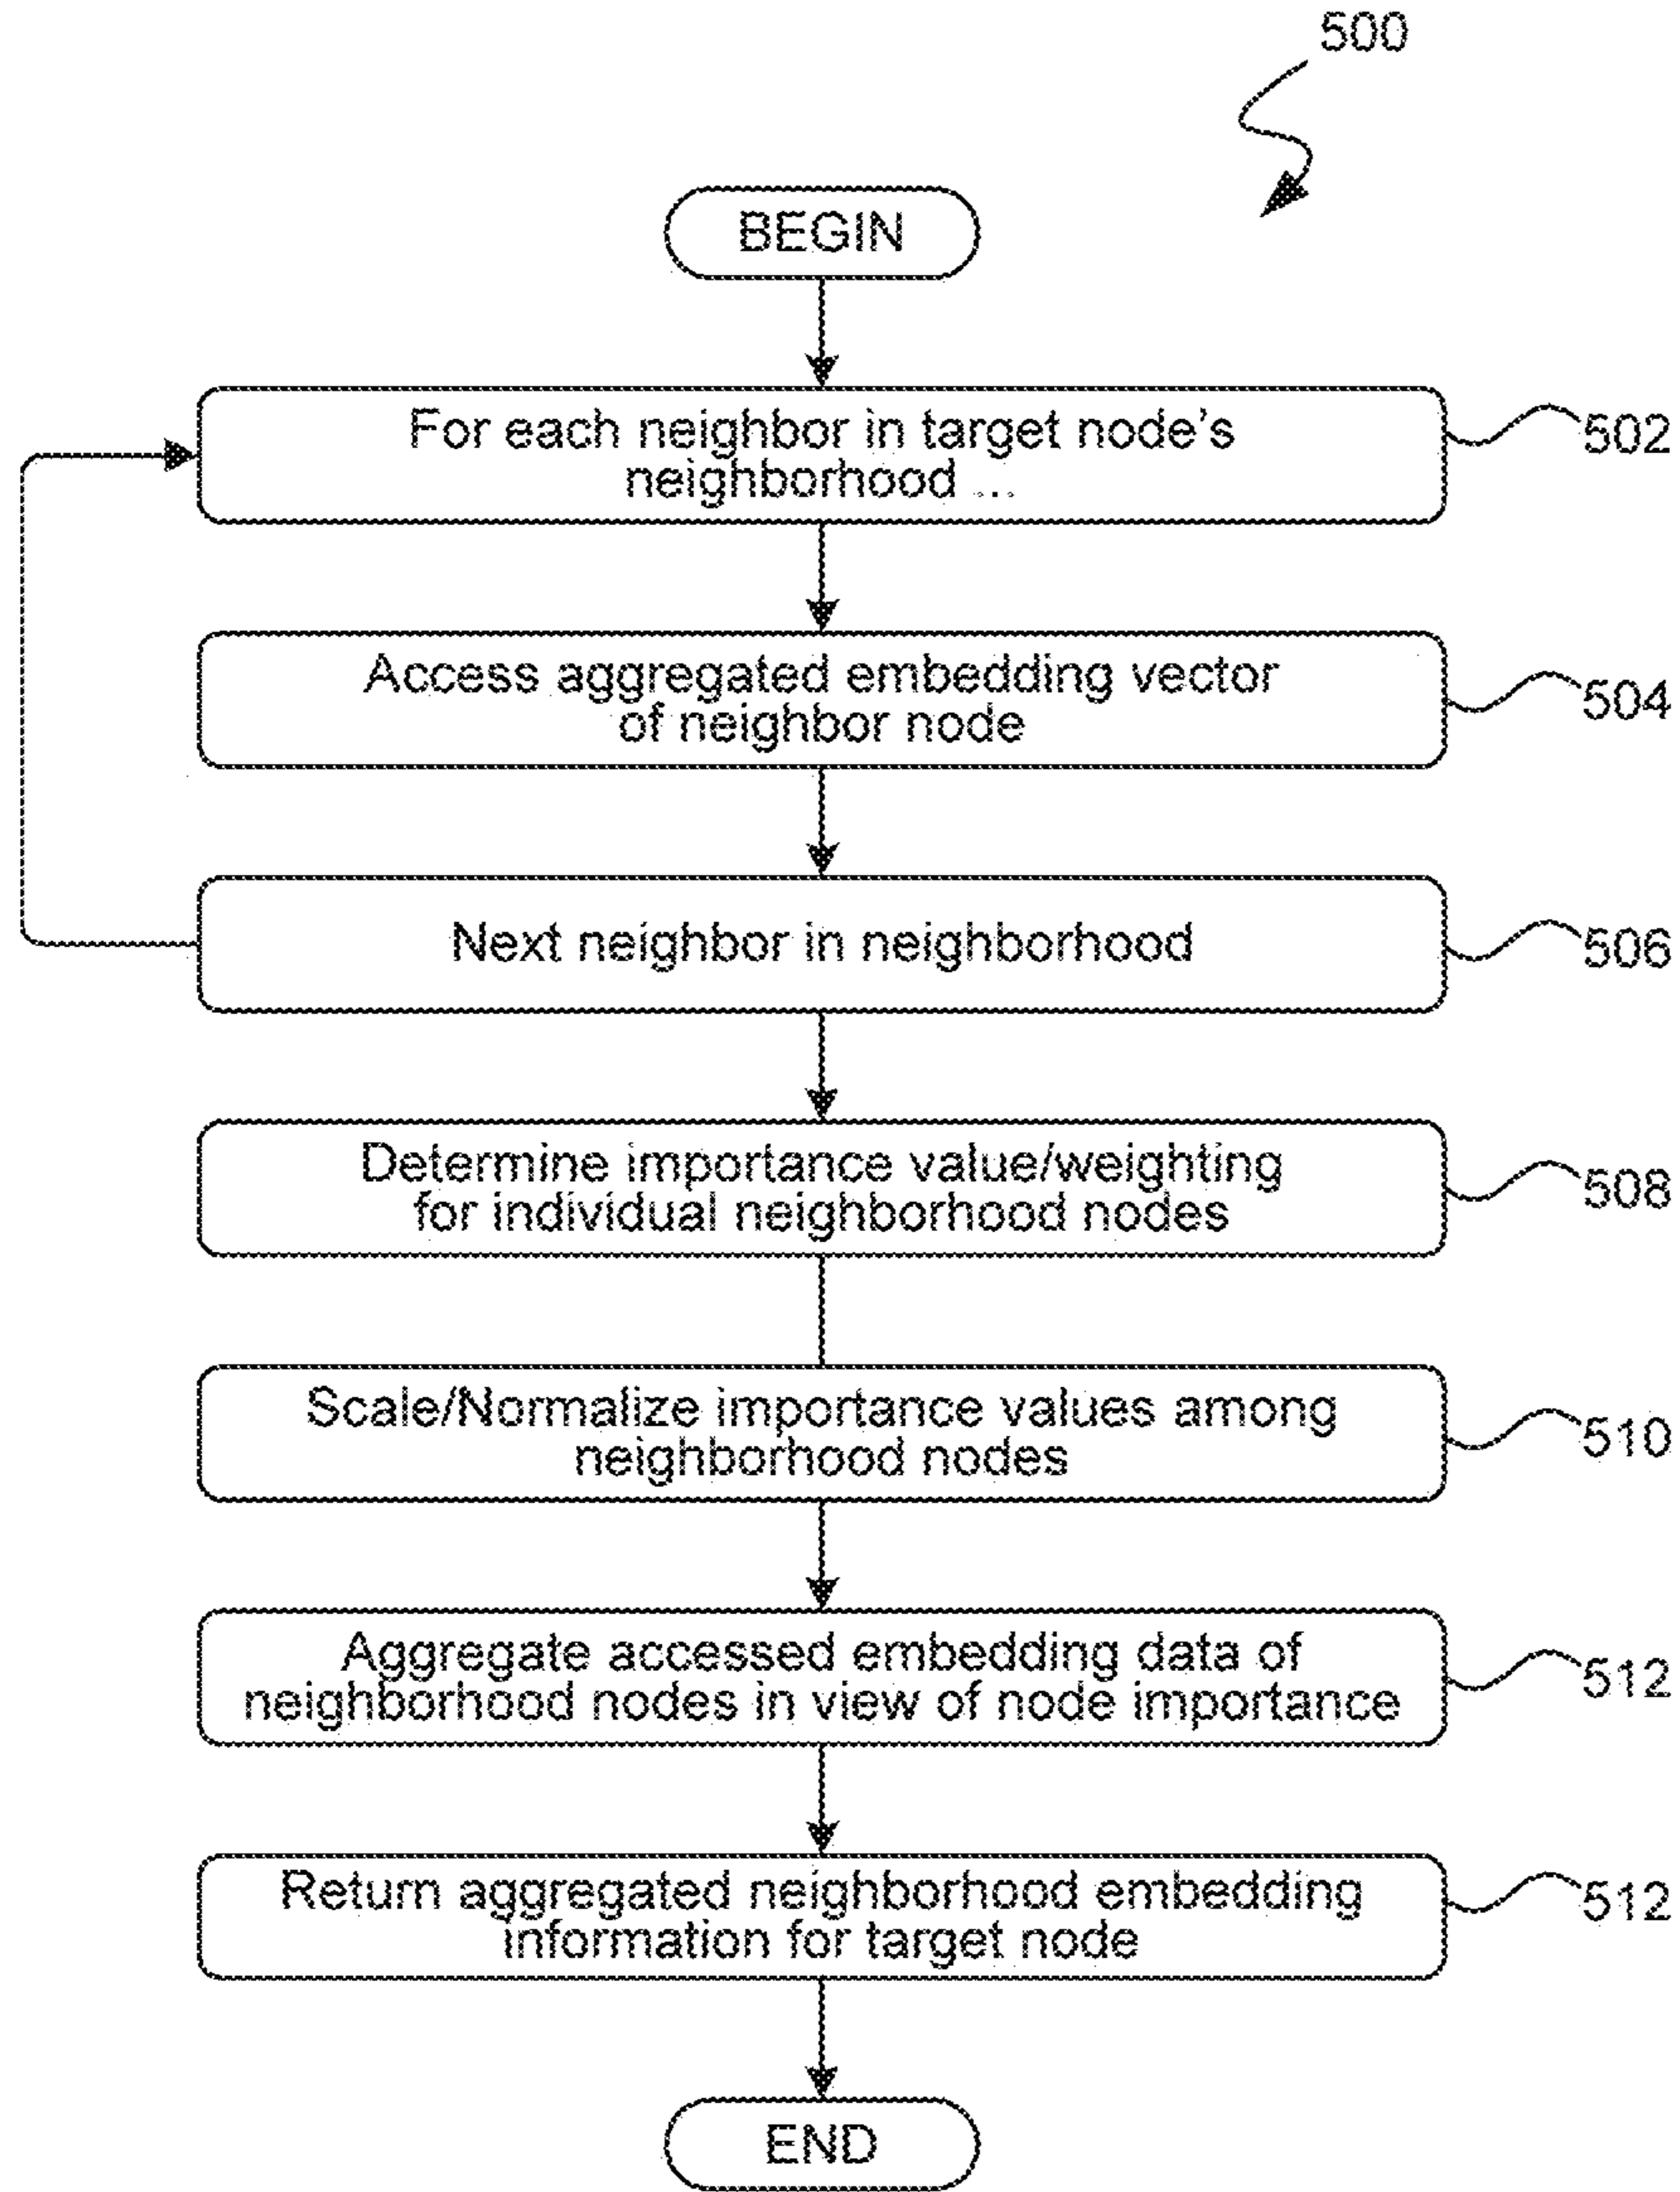 500
BEGIN
For each neighbor in target node's
neighborhood ...
502
Access aggregated embedding vector
of neighbor node
504
Next neighbor in neighborhood
506
Determine importance value/weighting
for individual neighborhood nodes
508
Scale/Normalize importance values among
neighborhood nodes
510
Aggregate accessed embedding data of
neighborhood nodes in view of node importance
512
Return aggregated neighborhood embedding
information for target node
512
END